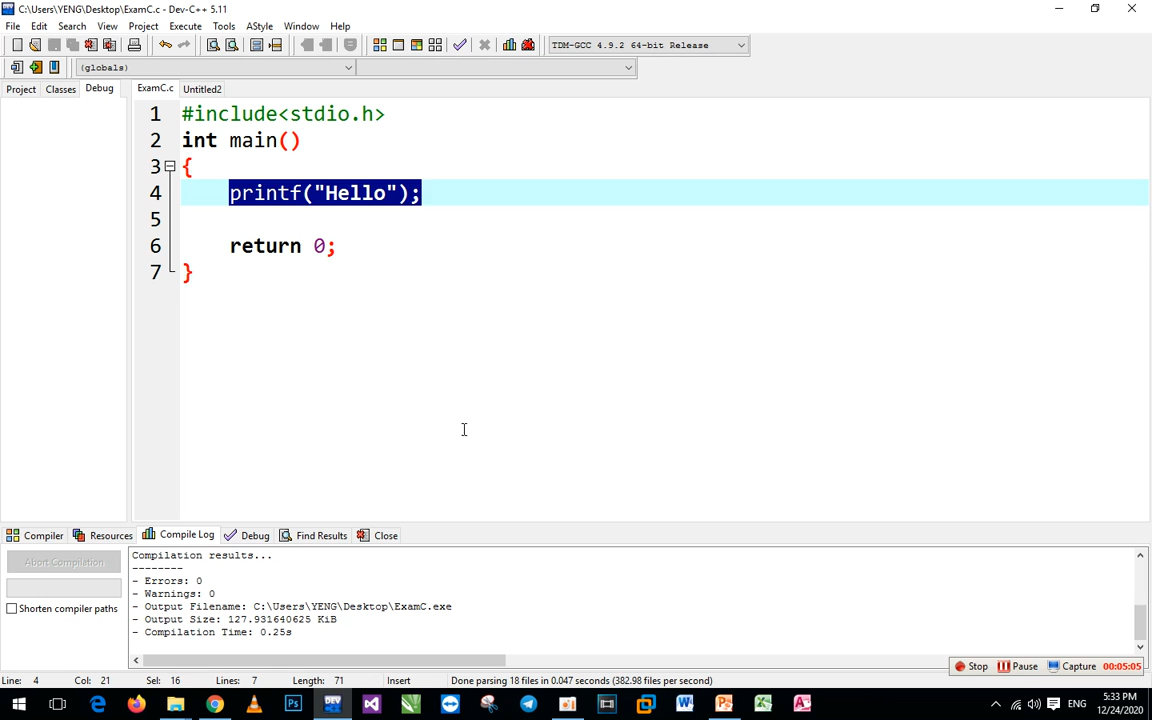 C:\Users\YENG\Desktop\ExamC.c - Dev-C++ 5.11
File Edit Search View Project Execute Tools AStyle Window Help
TDM-GCC 4.9.2 64-bit Release
(globals)
Project Classes Debug ExamC.c Untitled2
1 #include<stdio.h>
2 int main()
3 {
4 printf("Hello");
5
6 return 0;
7 }
Compiler Resources Compile Log Debug Find Results Close
Abort Compilation
Shorten compiler paths
Compilation results...
--------
- Errors: 0
- Warnings: 0
- Output Filename: C:\Users\YENG\Desktop\ExamC.exe
- Output Size: 127.931640625 KiB
- Compilation Time: 0.25s
Stop Pause Capture 00:05:05
Line: 4 Col: 21 Sel: 16 Lines: 7 Length: 71 Insert Done parsing 18 files in 0.047 seconds (382.98 files per second)
DEV
ENG
5:33 PM
12/24/2020